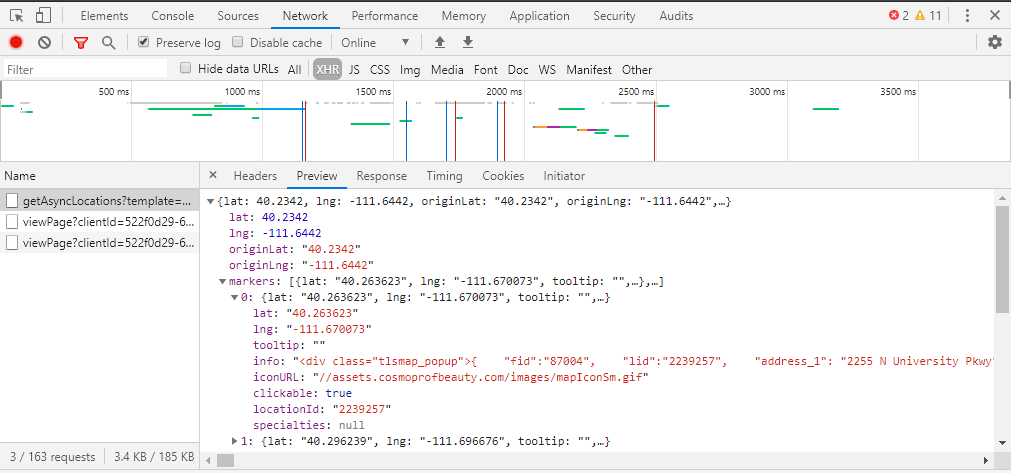 Elements Console Sources Network Performance Memory Application Security Audits 2 11
Preserve log Disable cache Online
Filter Hide data URLs All XHR JS CSS Img Media Font Doc WS Manifest Other
500 ms 1000 ms 1500 ms 2000 ms 2500 ms 3000 ms 3500 ms
Name × Headers Preview Response Timing Cookies Initiator
getAsyncLocations?template=...
viewPage?clientId=522f0d29-6...
viewPage?clientId=522f0d29-6...
{lat: 40.2342, lng: -111.6442, originLat: "40.2342", originLng: "-111.6442",…}
lat: 40.2342
lng: -111.6442
originLat: "40.2342"
originLng: "-111.6442"
markers: [{lat: "40.263623", lng: "-111.670073", tooltip: "",…},…]
0: {lat: "40.263623", lng: "-111.670073", tooltip: "",…}
lat: "40.263623"
lng: "-111.670073"
tooltip: ""
info: "<div class="tlsmap_popup">{ "fid":"87004", "lid":"2239257", "address_1": "2255 N University Pkwy"
iconURL: "//assets.cosmoprofbeauty.com/images/mapIconSm.gif"
clickable: true
locationId: "2239257"
specialties: null
1: {lat: "40.296239", lng: "-111.696676", tooltip: "",…}
3 / 163 requests 3.4 KB / 185 KB